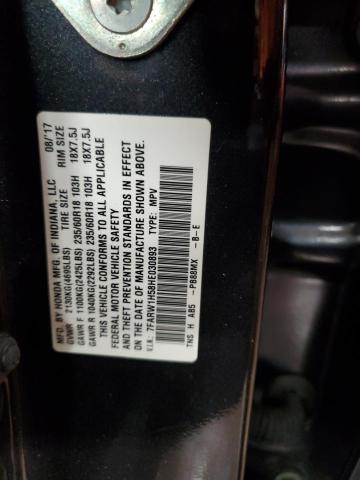 MFD. BY HONDA MFG. OF INDIANA, LLC 08/'17
GVWR 2130KG(4695LBS) TIRE SIZE RIM SIZE
GAWR F 1100KG(2425LBS) 235/60R18 103H 18X7.5J
GAWR R 1040KG(2292LBS) 235/60R18 103H 18X7.5J
THIS VEHICLE CONFORMS TO ALL APPLICABLE
FEDERAL MOTOR VEHICLE SAFETY
AND THEFT PREVENTION STANDARDS IN EFFECT
ON THE DATE OF MANUFACTURE SHOWN ABOVE.
V.I.N.: 7FARW1H58HE030893 TYPE: MPV
TNS H AB5 -PB88MX -B-E